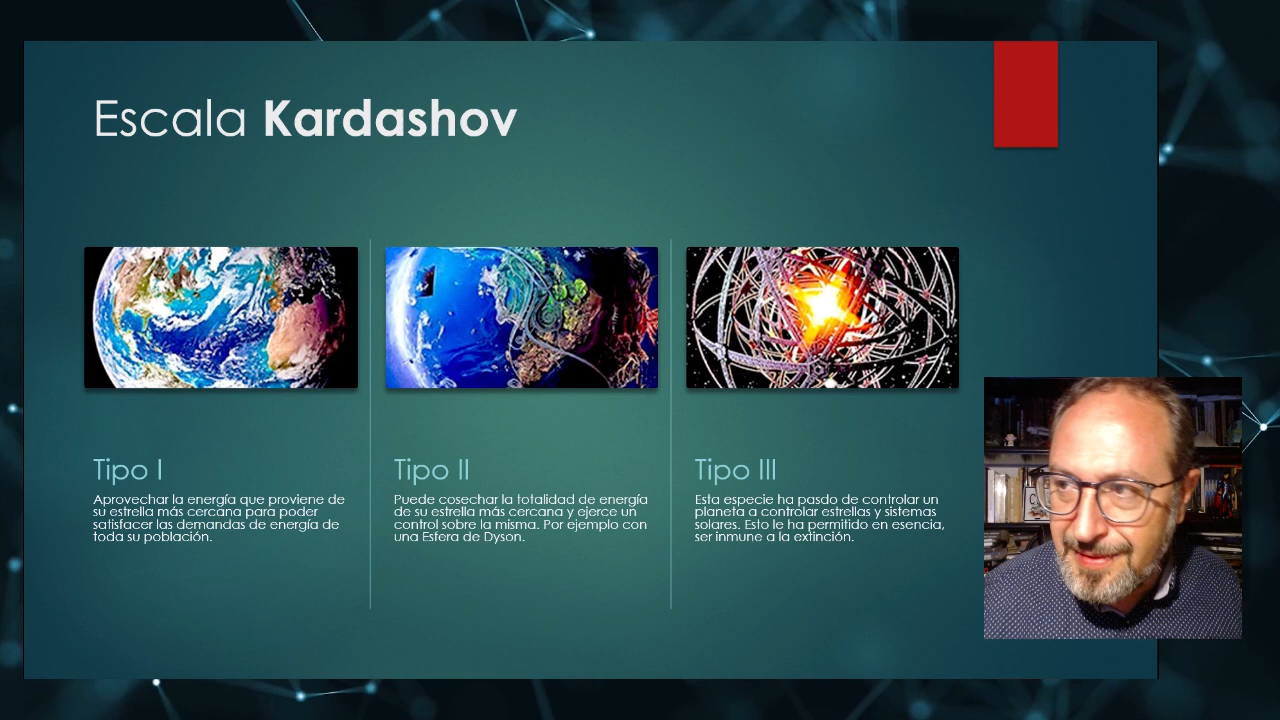 Escala Kardashov
Tipo I
Aprovechar la energía que proviene de
su estrella más cercana para poder
satisfacer las demandas de energía de
toda su población.
Tipo II
Puede cosechar la totalidad de energía
de su estrella más cercana y ejerce un
control sobre la misma. Por ejemplo con
una Esfera de Dyson.
Tipo III
Esta especie ha pasdo de controlar un
planeta a controlar estrellas y sistemas
solares. Esto le ha permitido en esencia,
ser inmune a la extinción.